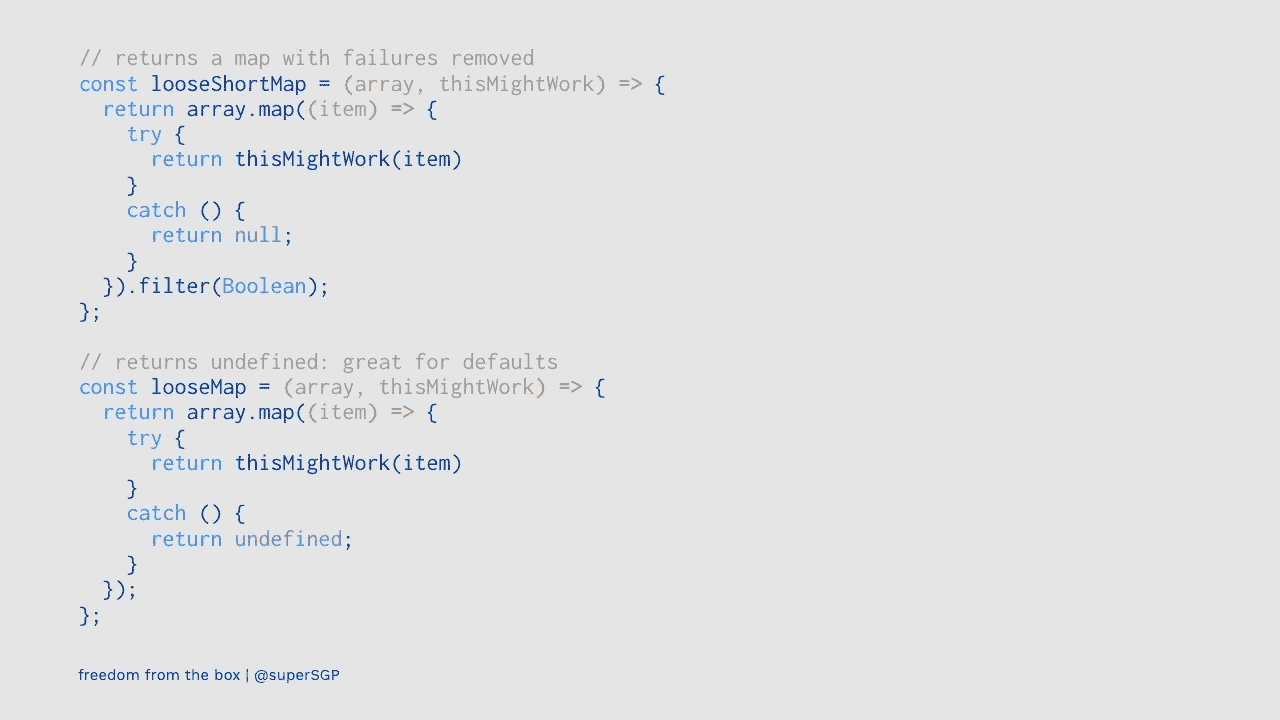 // returns a map with failures removed
const looseShortMap = (array, thisMightWork) => {
  return array.map((item) => {
    try {
      return thisMightWork(item)
    }
    catch () {
      return null;
    }
  }).filter(Boolean);
};

// returns undefined: great for defaults
const looseMap = (array, thisMightWork) => {
  return array.map((item) => {
    try {
      return thisMightWork(item)
    }
    catch () {
      return undefined;
    }
  });
};

freedom from the box | @superSGP